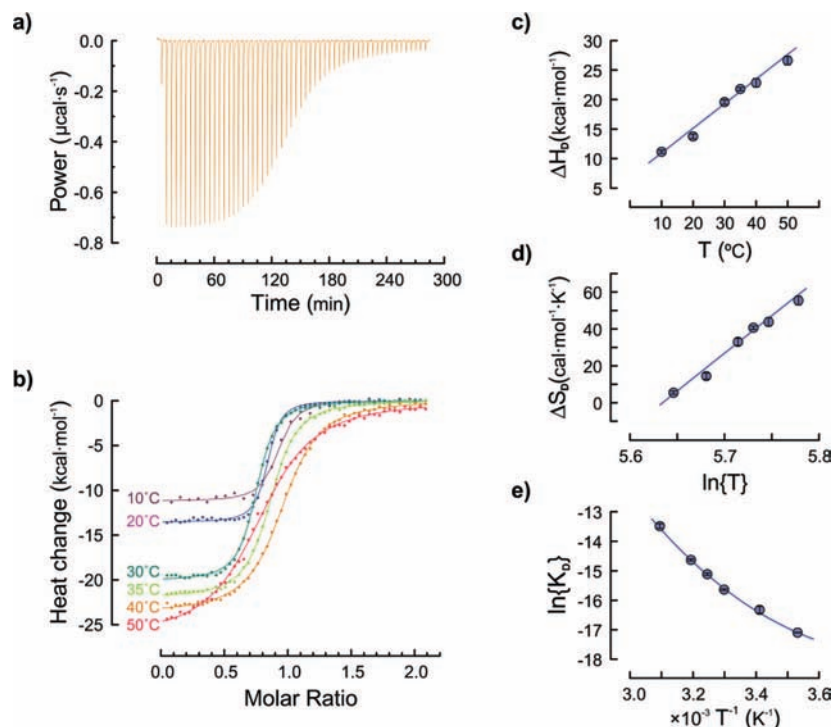 a)
0.0
-0.2
-0.4
-0.6
-0.8
Power (µcal·s⁻¹)
0 60 120 180 240 300
Time (min)
b)
0
-5
-10
-15
-20
-25
Heat change (kcal·mol⁻¹)
10˚C
20˚C
30˚C
35˚C
40˚C
50˚C
0.0 0.5 1.0 1.5 2.0
Molar Ratio
c)
30
25
20
15
10
5
ΔH_D(kcal·mol⁻¹)
10 20 30 40 50
T (ºC)
d)
60
40
20
0
ΔS_D(cal·mol⁻¹·K⁻¹)
5.6 5.7 5.8
ln{T}
e)
-13
-14
-15
-16
-17
-18
ln{K_D}
3.0 3.2 3.4 3.6
×10⁻³ T⁻¹ (K⁻¹)